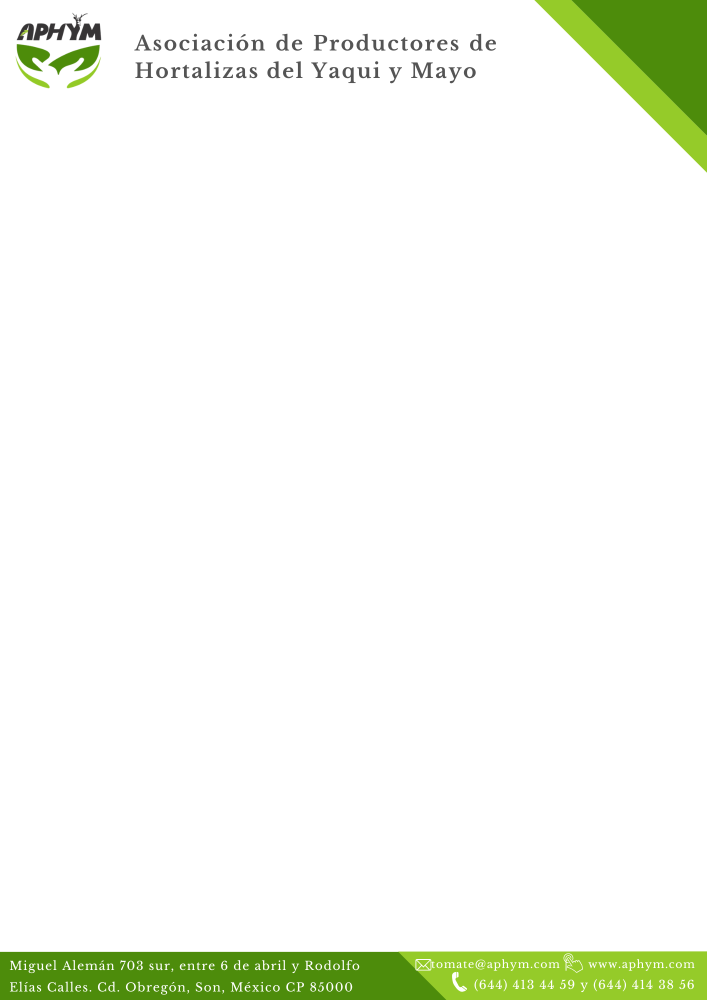 APHYM
Asociación de Productores de
Hortalizas del Yaqui y Mayo
Miguel Alemán 703 sur, entre 6 de abril y Rodolfo
Elías Calles. Cd. Obregón, Son, México CP 85000
tomate@aphym.com www.aphym.com
(644) 413 44 59 y (644) 414 38 56